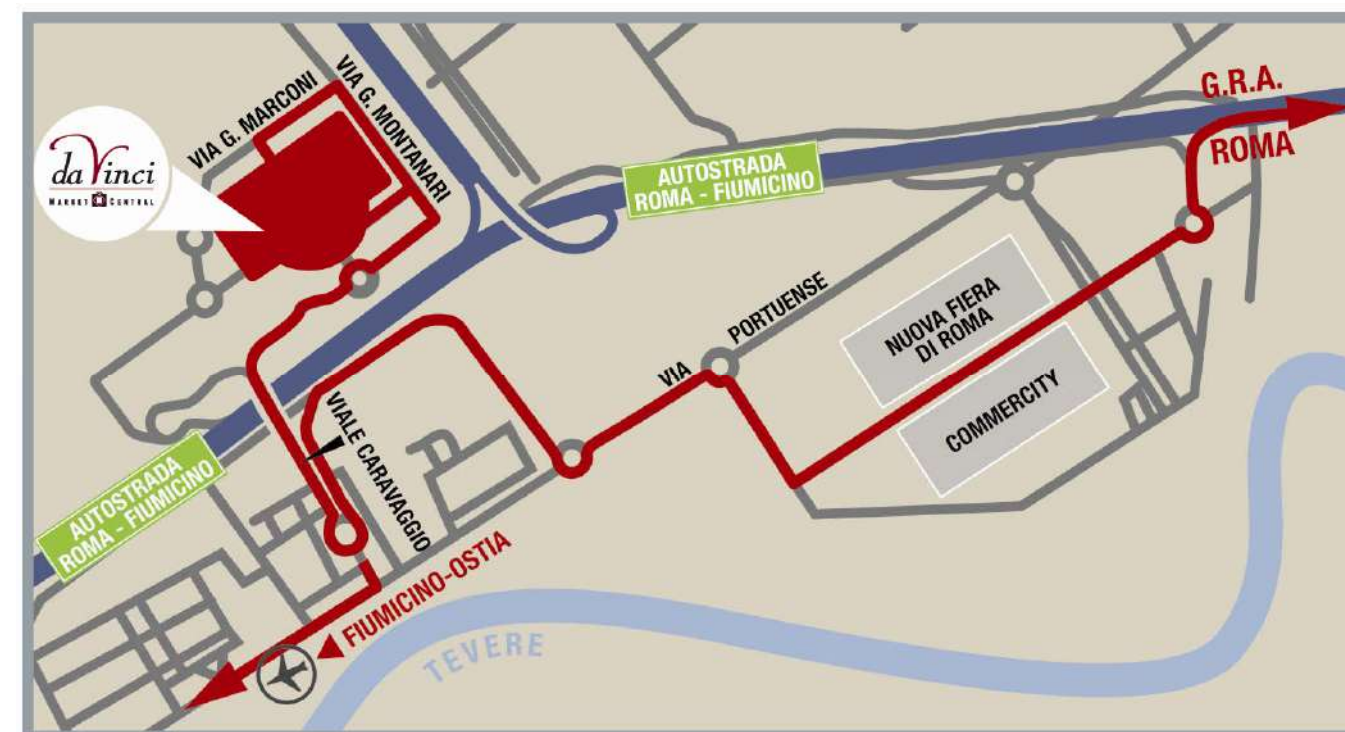 G.R.A.
ROMA
VIA G. MARCONI
VIA G. MONTANARI
da Vinci
MARKET CENTRAL
AUTOSTRADA
ROMA - FIUMICINO
VIA PORTUENSE
NUOVA FIERA
DI ROMA
COMMERCITY
VIALE CARAVAGGIO
AUTOSTRADA
ROMA - FIUMICINO
FIUMICINO-OSTIA
TEVERE